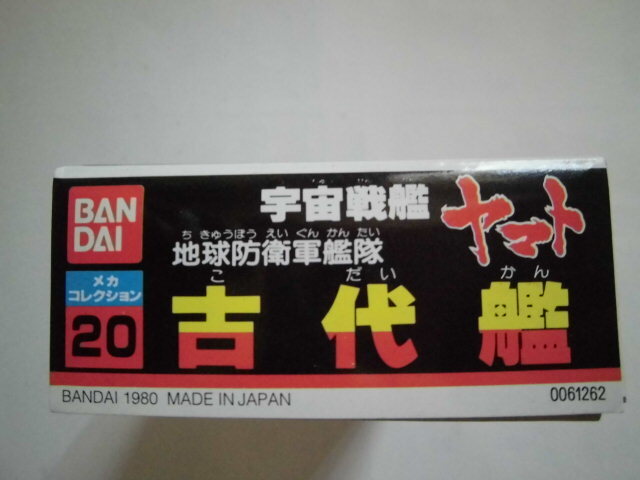 BAN
DAI
宇宙戦艦 ヤマト
ち きゅうぼう えい ぐん かん たい
地球防衛軍艦隊
メカ
コレクション
20
こ だい かん
古代艦
BANDAI 1980 MADE IN JAPAN
0061262